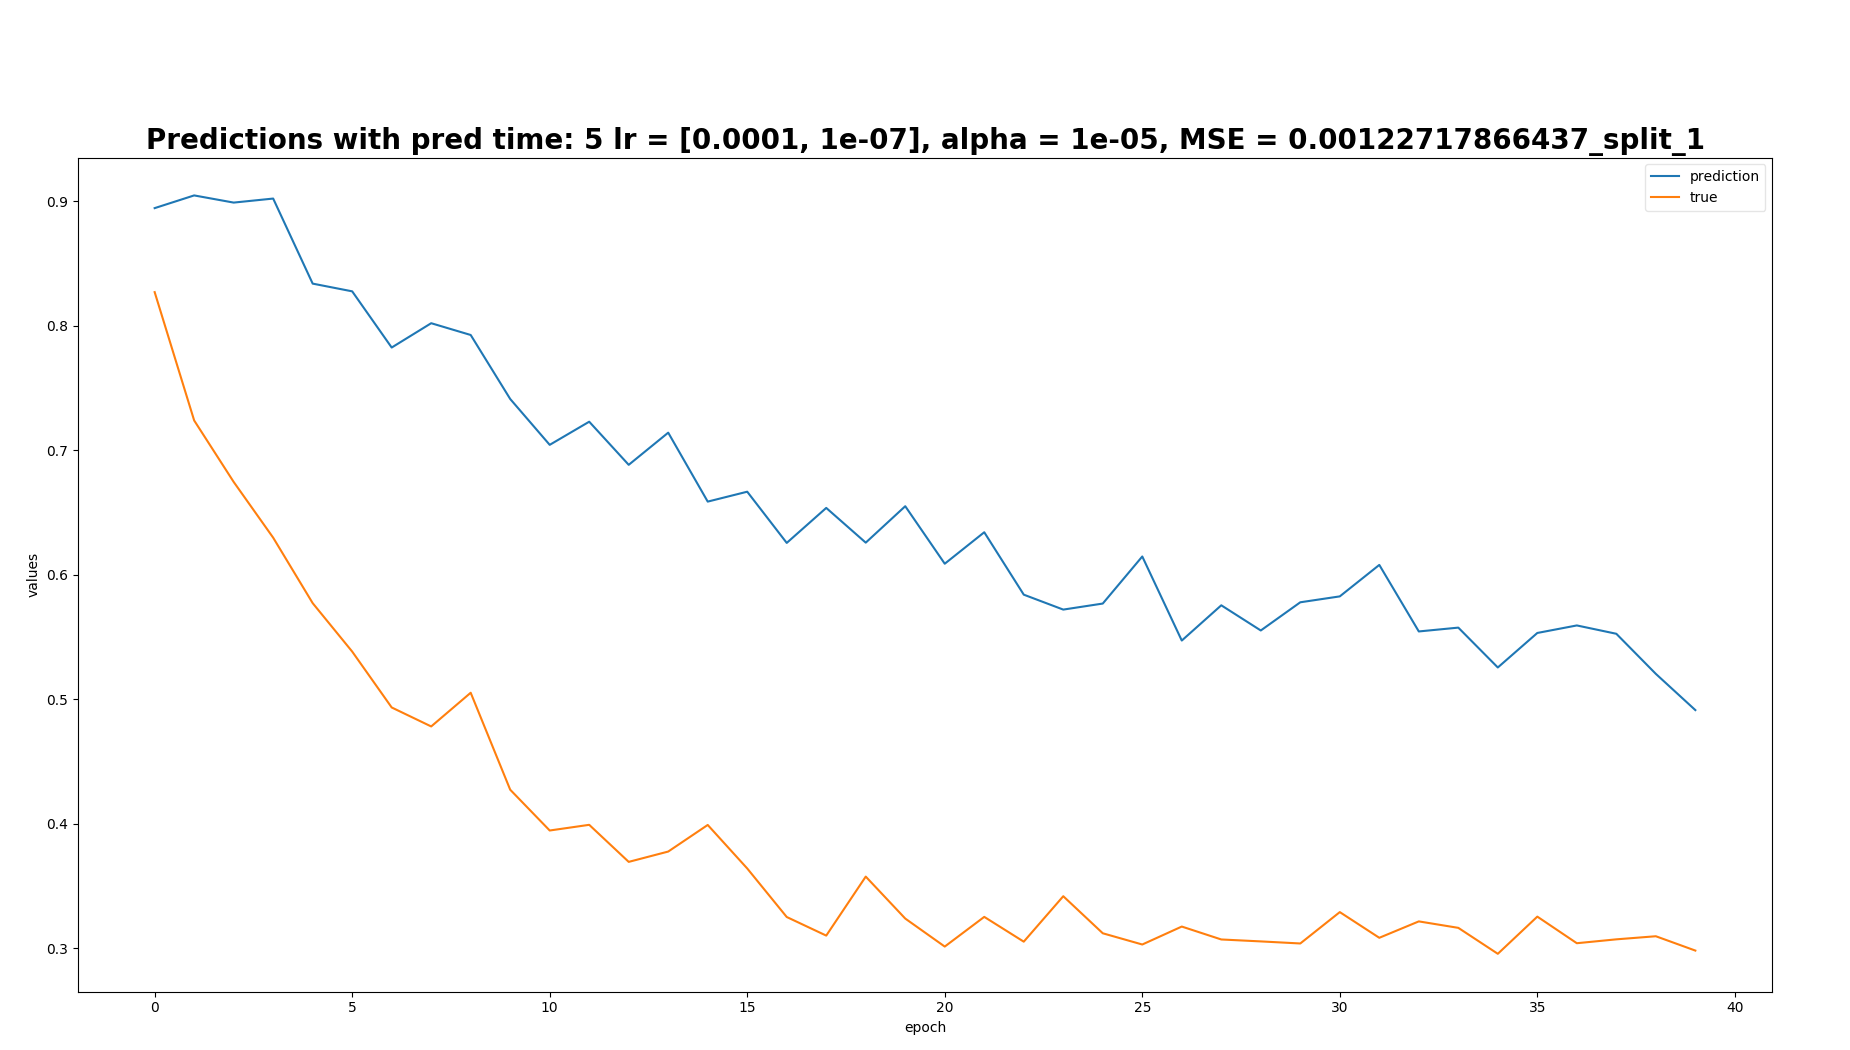 Predictions with pred time: 5 lr = [0.0001, 1e-07], alpha = 1e-05, MSE = 0.00122717866437_split_1
prediction
true
0.9
0.8
0.7
0.6
0.5
0.4
0.3
values
0 5 10 15 20 25 30 35 40
epoch